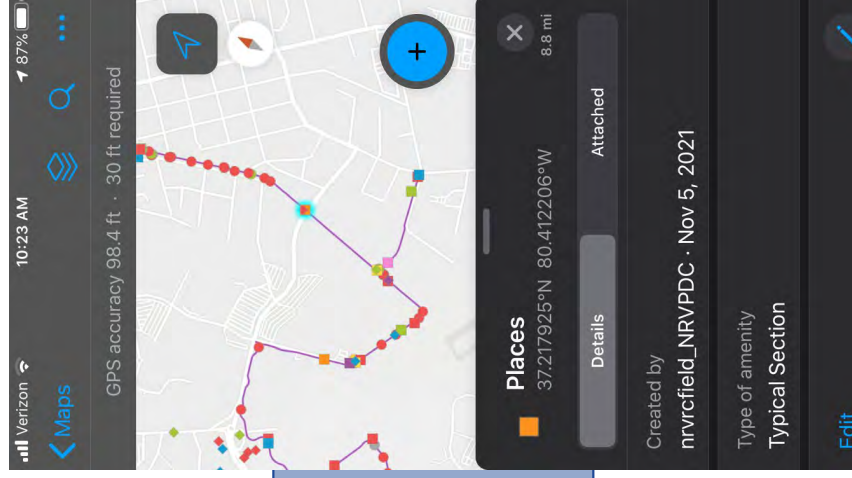 Verizon 10:23 AM 87%
Maps
GPS accuracy 98.4 ft · 30 ft required
+
Places
37.217925°N 80.412206°W 8.8 mi
Details Attached
Created by
nrvrcfield_NRVPDC · Nov 5, 2021
Type of amenity
Typical Section
Edit